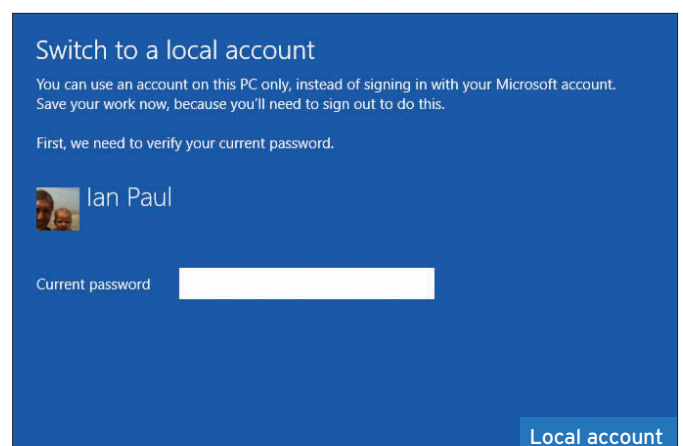 Switch to a local account
You can use an account on this PC only, instead of signing in with your Microsoft account.
Save your work now, because you'll need to sign out to do this.
First, we need to verify your current password.
Ian Paul
Current password
Local account